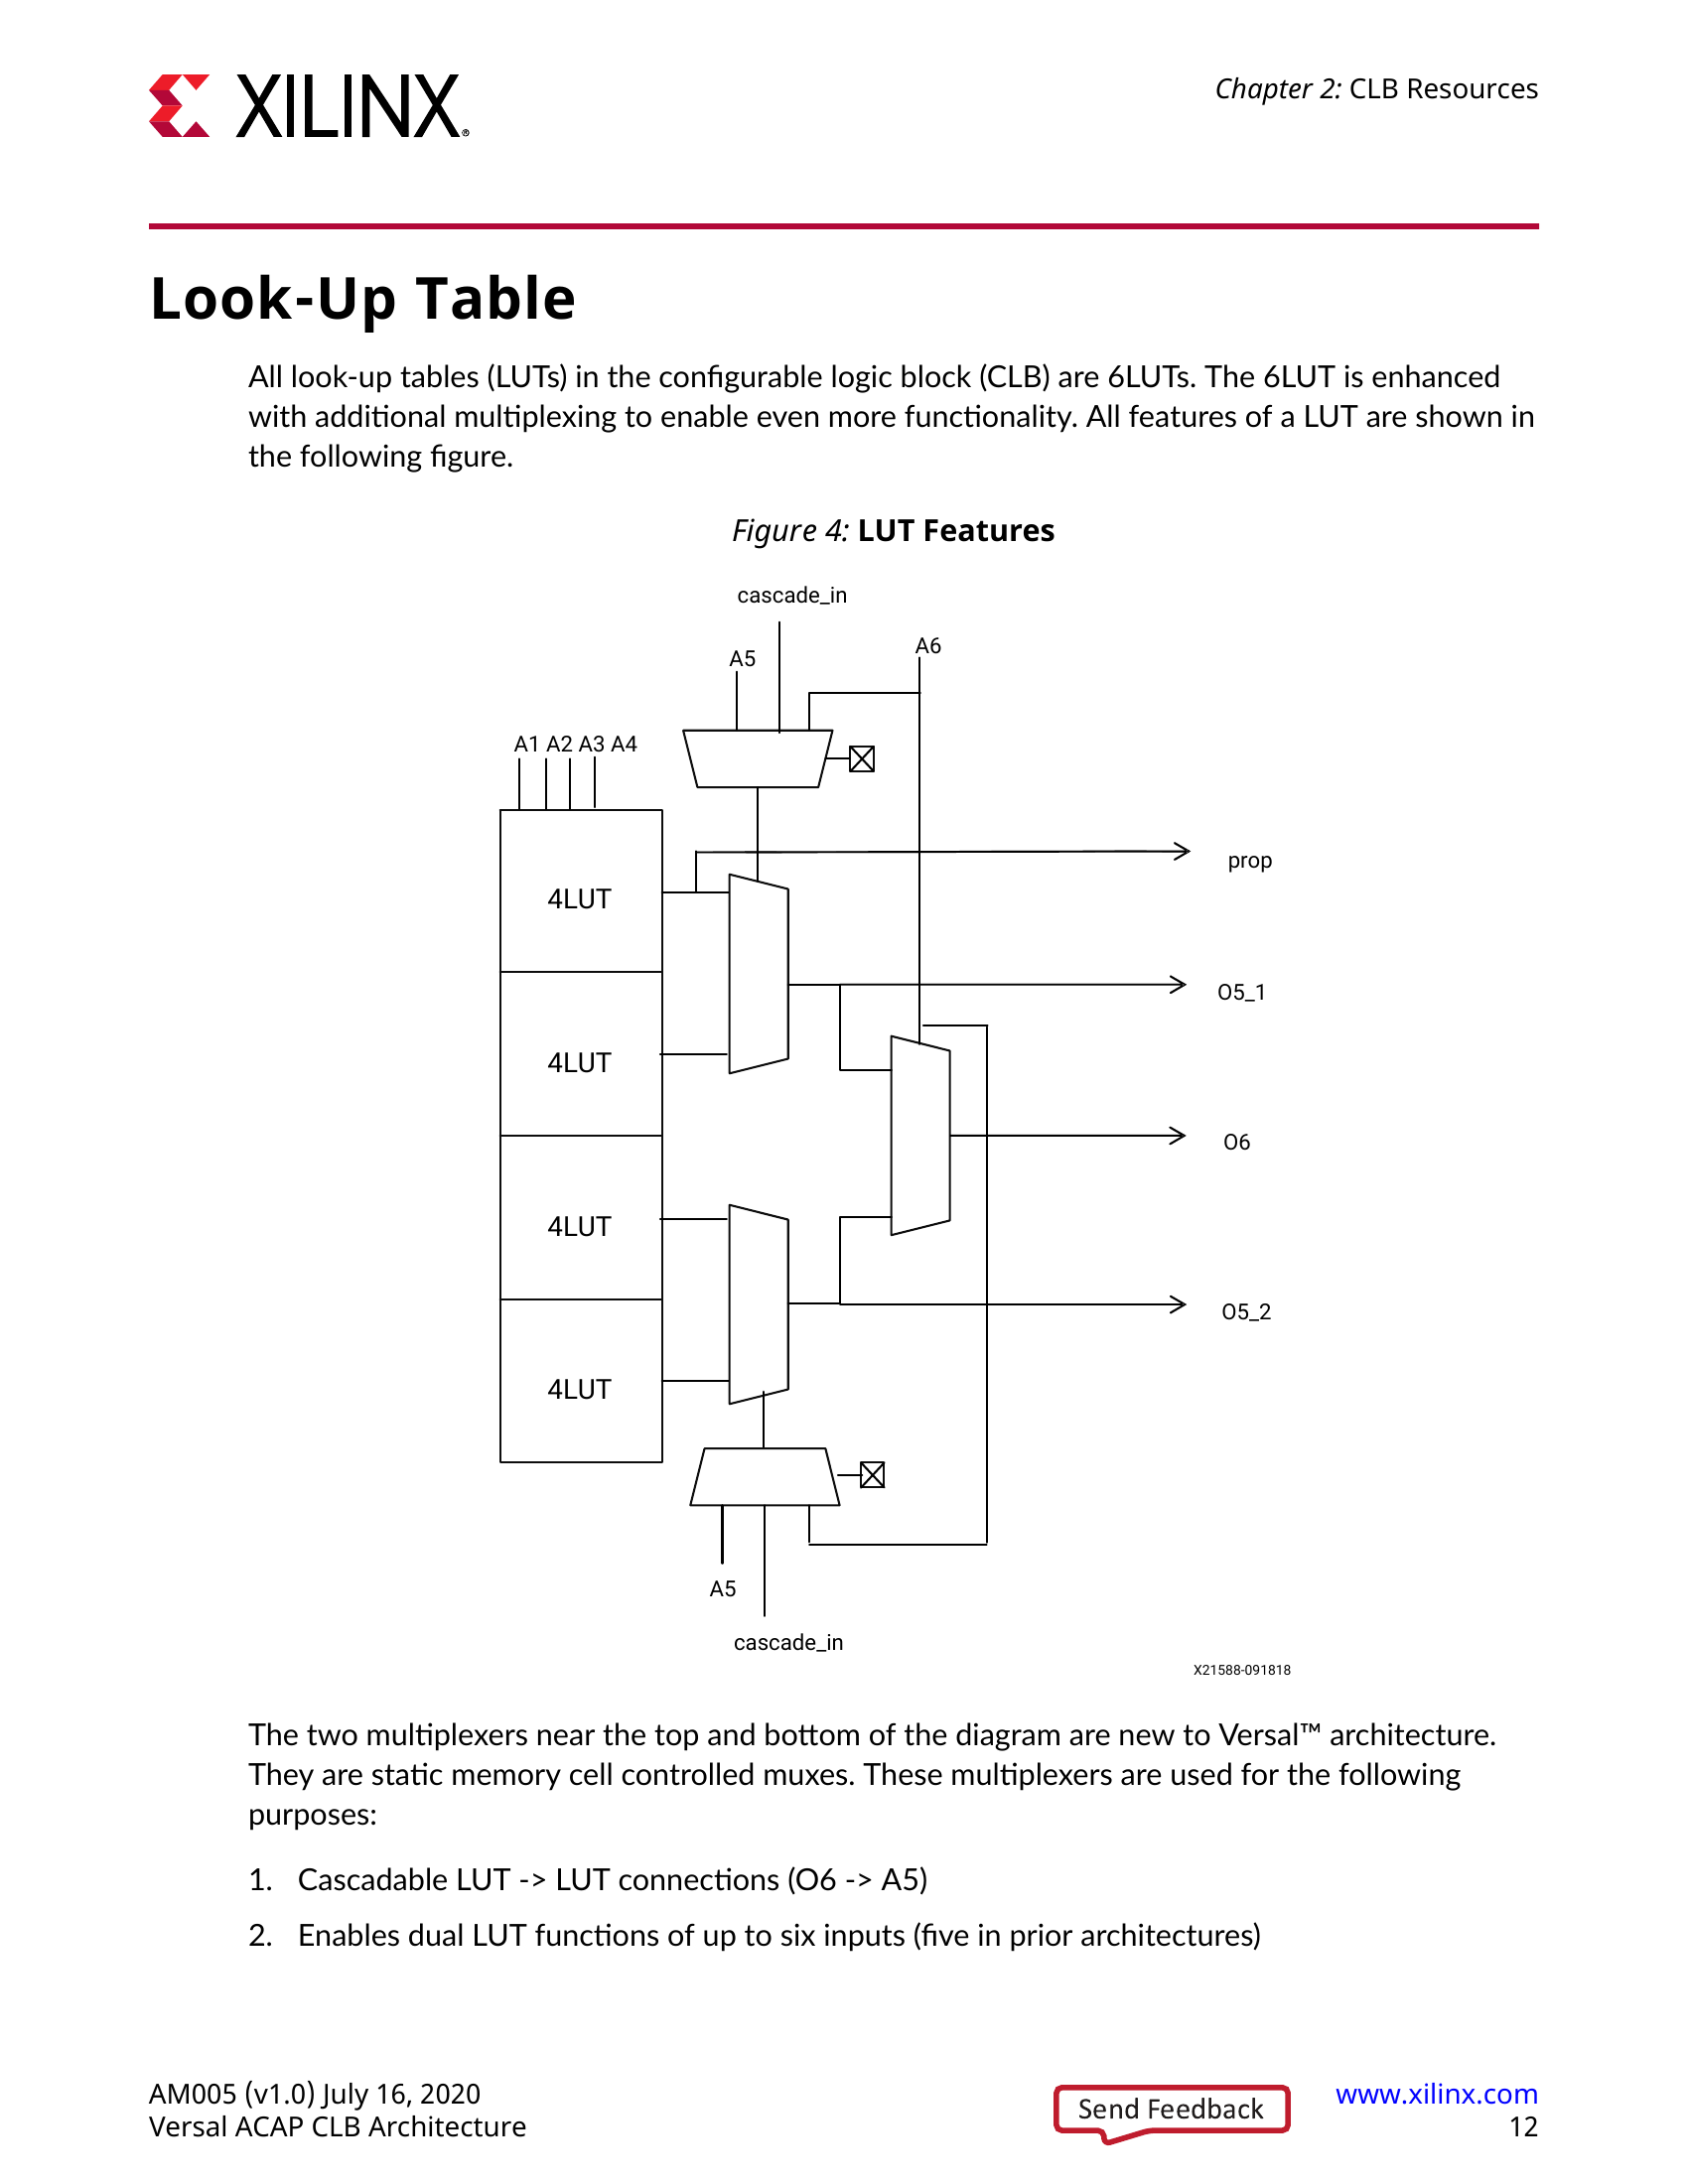 XILINX®
Chapter 2: CLB Resources
Look-Up Table
All look-up tables (LUTs) in the configurable logic block (CLB) are 6LUTs. The 6LUT is enhanced
with additional multiplexing to enable even more functionality. All features of a LUT are shown in
the following figure.
Figure 4: LUT Features
cascade_in
A6
A5
A1 A2 A3 A4
prop
4LUT
O5_1
4LUT
O6
4LUT
O5_2
4LUT
A5
cascade_in
X21588-091818
The two multiplexers near the top and bottom of the diagram are new to Versal™ architecture.
They are static memory cell controlled muxes. These multiplexers are used for the following
purposes:
1. Cascadable LUT -> LUT connections (O6 -> A5)
2. Enables dual LUT functions of up to six inputs (five in prior architectures)
AM005 (v1.0) July 16, 2020
Versal ACAP CLB Architecture
Send Feedback
www.xilinx.com
12